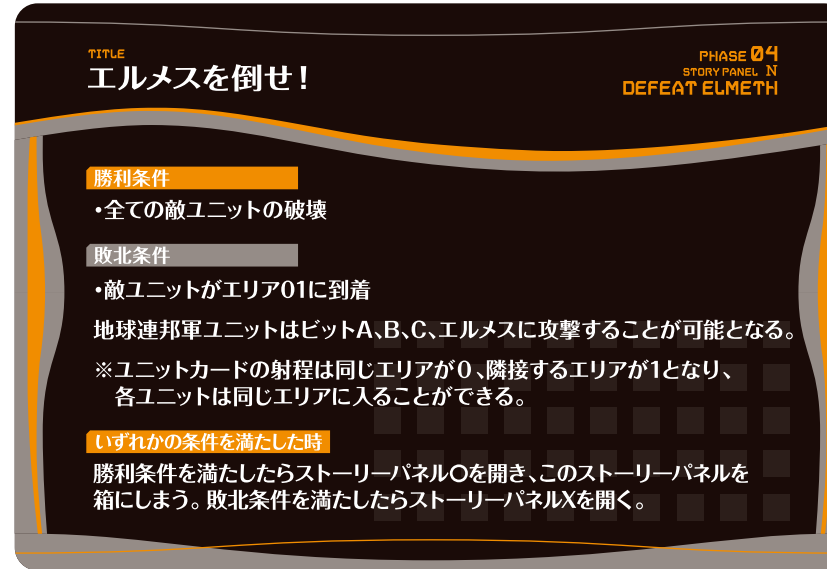 TITLE
エルメスを倒せ!
PHASE 04
STORY PANEL N
DEFEAT ELMETH
勝利条件
・全ての敵ユニットの破壊
敗北条件
・敵ユニットがエリア01に到着
地球連邦軍ユニットはビットA、B、C、エルメスに攻撃することが可能となる。
※ユニットカードの射程は同じエリアが0、隣接するエリアが1となり、
各ユニットは同じエリアに入ることができる。
いずれかの条件を満たした時
勝利条件を満たしたらストーリーパネルOを開き、このストーリーパネルを
箱にしまう。敗北条件を満たしたらストーリーパネルXを開く。